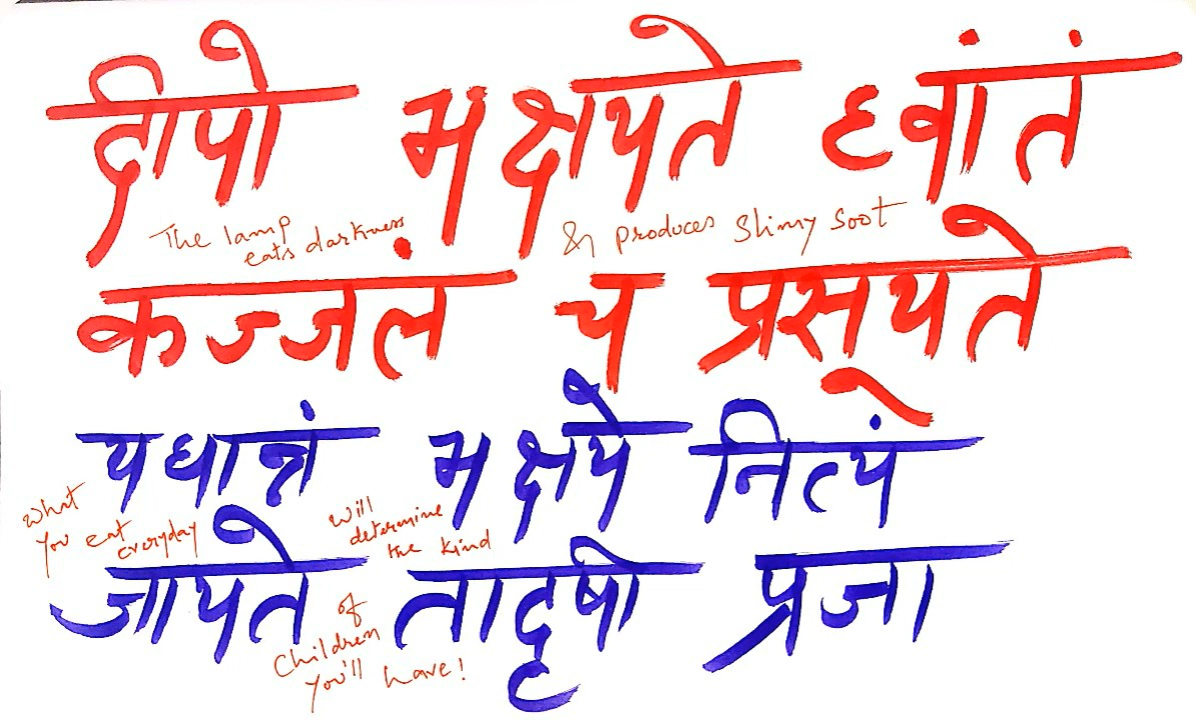 दीपो भक्षयते ध्वांतं
The lamp
eats darkness
& produces Shiny Soot
कज्जलं च प्रसूयते
यधान्नं भक्षये नित्यं
what
you eat
everyday
will
determine
the kind
जायते तादृषी प्रजा
of
Children
you'll have!